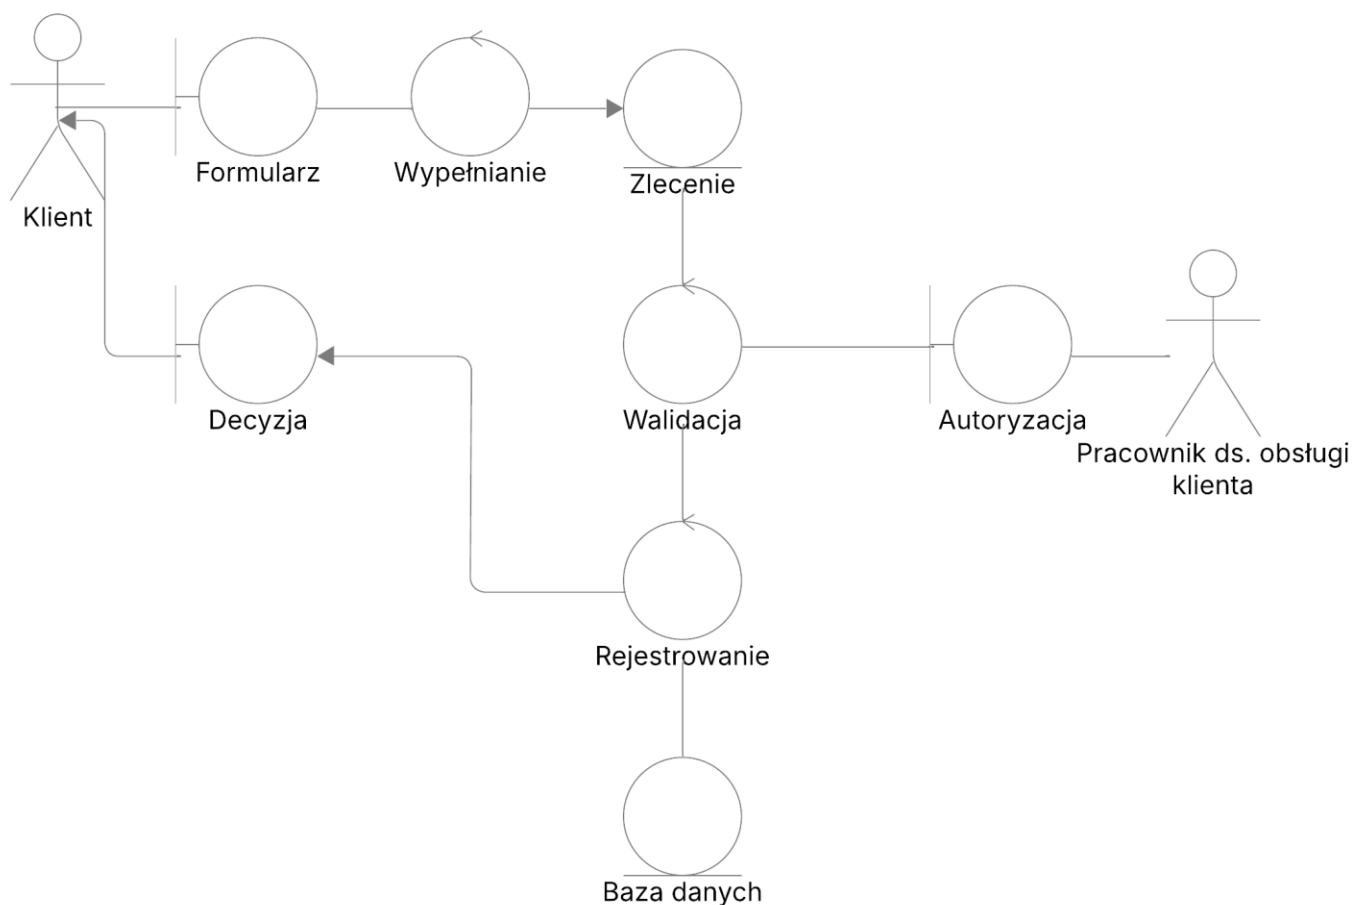 Formularz
Wypełnianie
Zlecenie
Klient
Decyzja
Walidacja
Autoryzacja
Pracownik ds. obsługi
klienta
Rejestrowanie
Baza danych